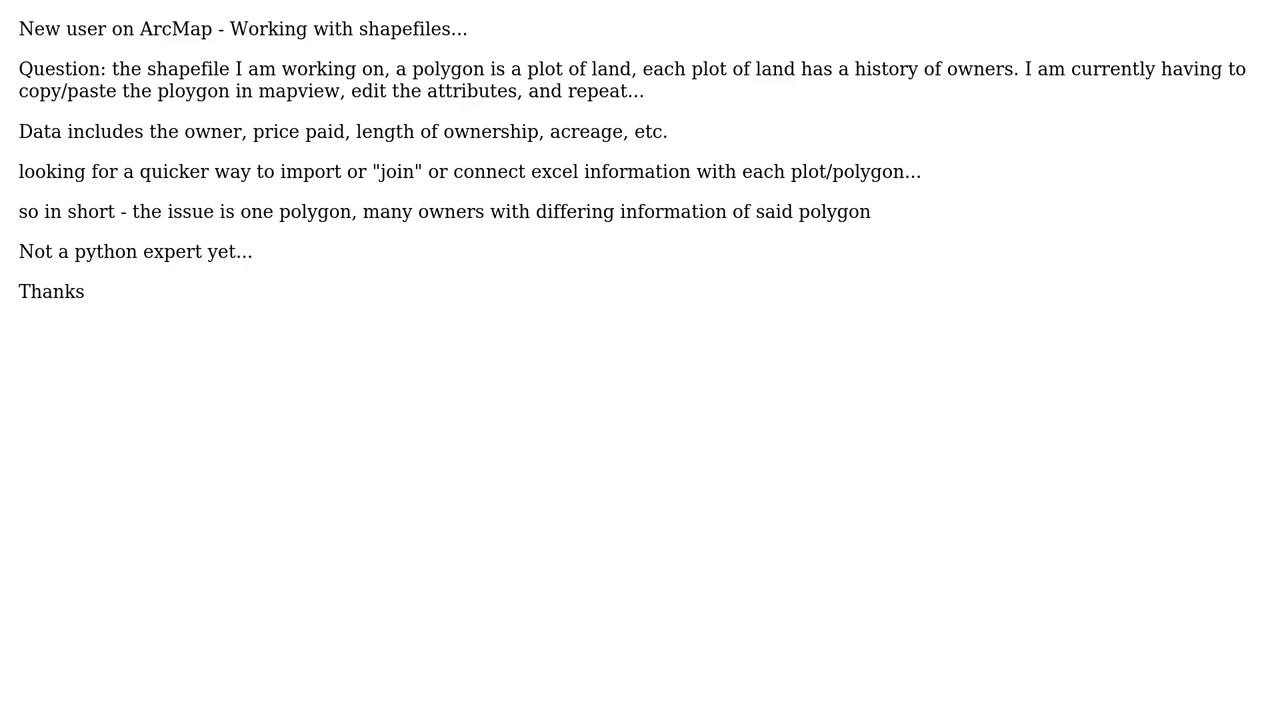 New user on ArcMap - Working with shapefiles...
Question: the shapefile I am working on, a polygon is a plot of land, each plot of land has a history of owners. I am currently having to
copy/paste the ploygon in mapview, edit the attributes, and repeat...
Data includes the owner, price paid, length of ownership, acreage, etc.
looking for a quicker way to import or "join" or connect excel information with each plot/polygon...
so in short - the issue is one polygon, many owners with differing information of said polygon
Not a python expert yet...
Thanks